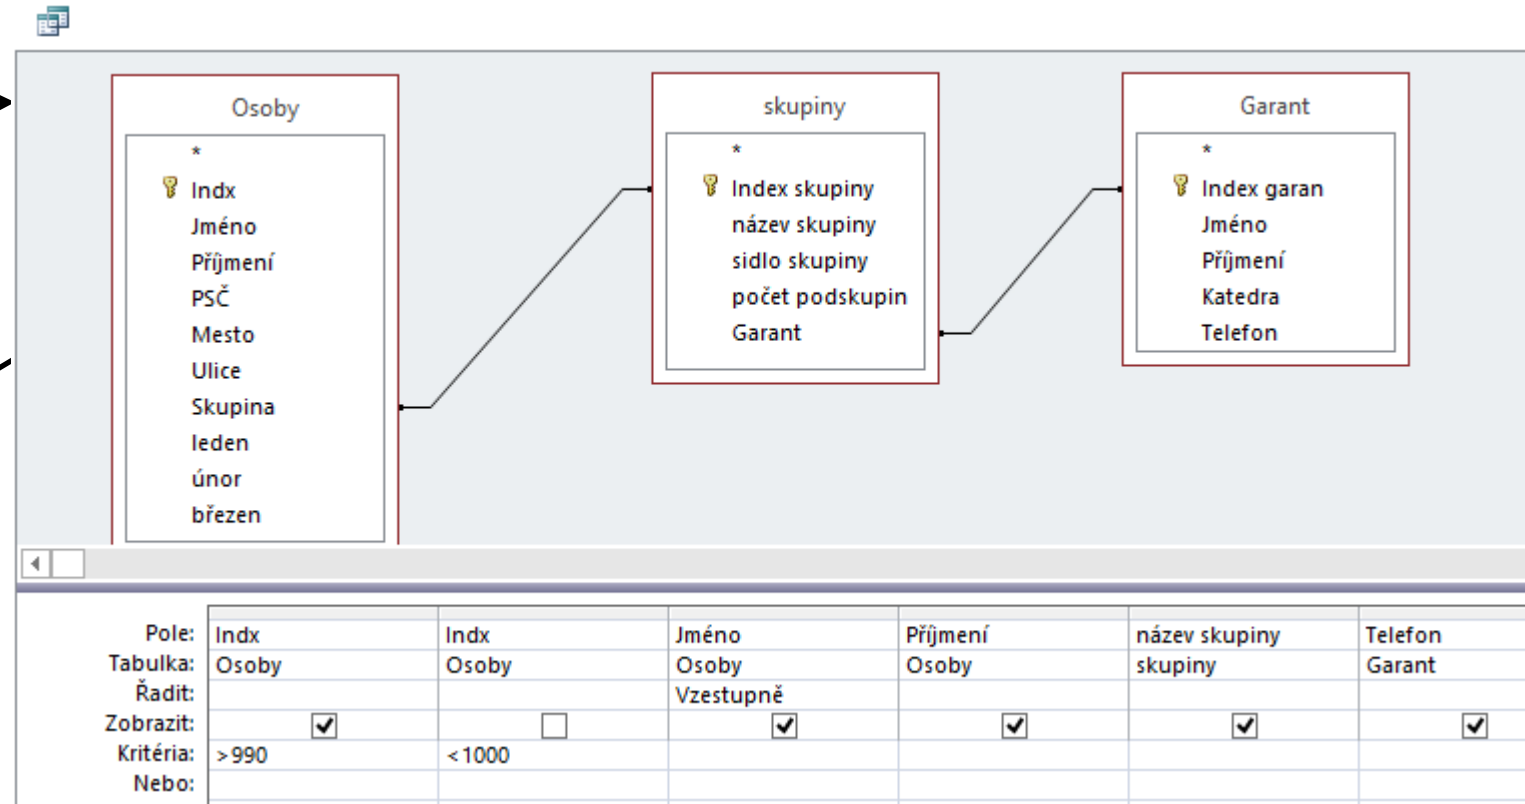 Osoby
*
Indx
Jméno
Příjmení
PSČ
Mesto
Ulice
Skupina
leden
únor
březen
skupiny
*
Index skupiny
název skupiny
sidlo skupiny
počet podskupin
Garant
Garant
*
Index garan
Jméno
Příjmení
Katedra
Telefon
Pole: Indx Indx Jméno Příjmení název skupiny Telefon
Tabulka: Osoby Osoby Osoby Osoby skupiny Garant
Řadit: Vzestupně
Zobrazit:
Kritéria: >990 <1000
Nebo: